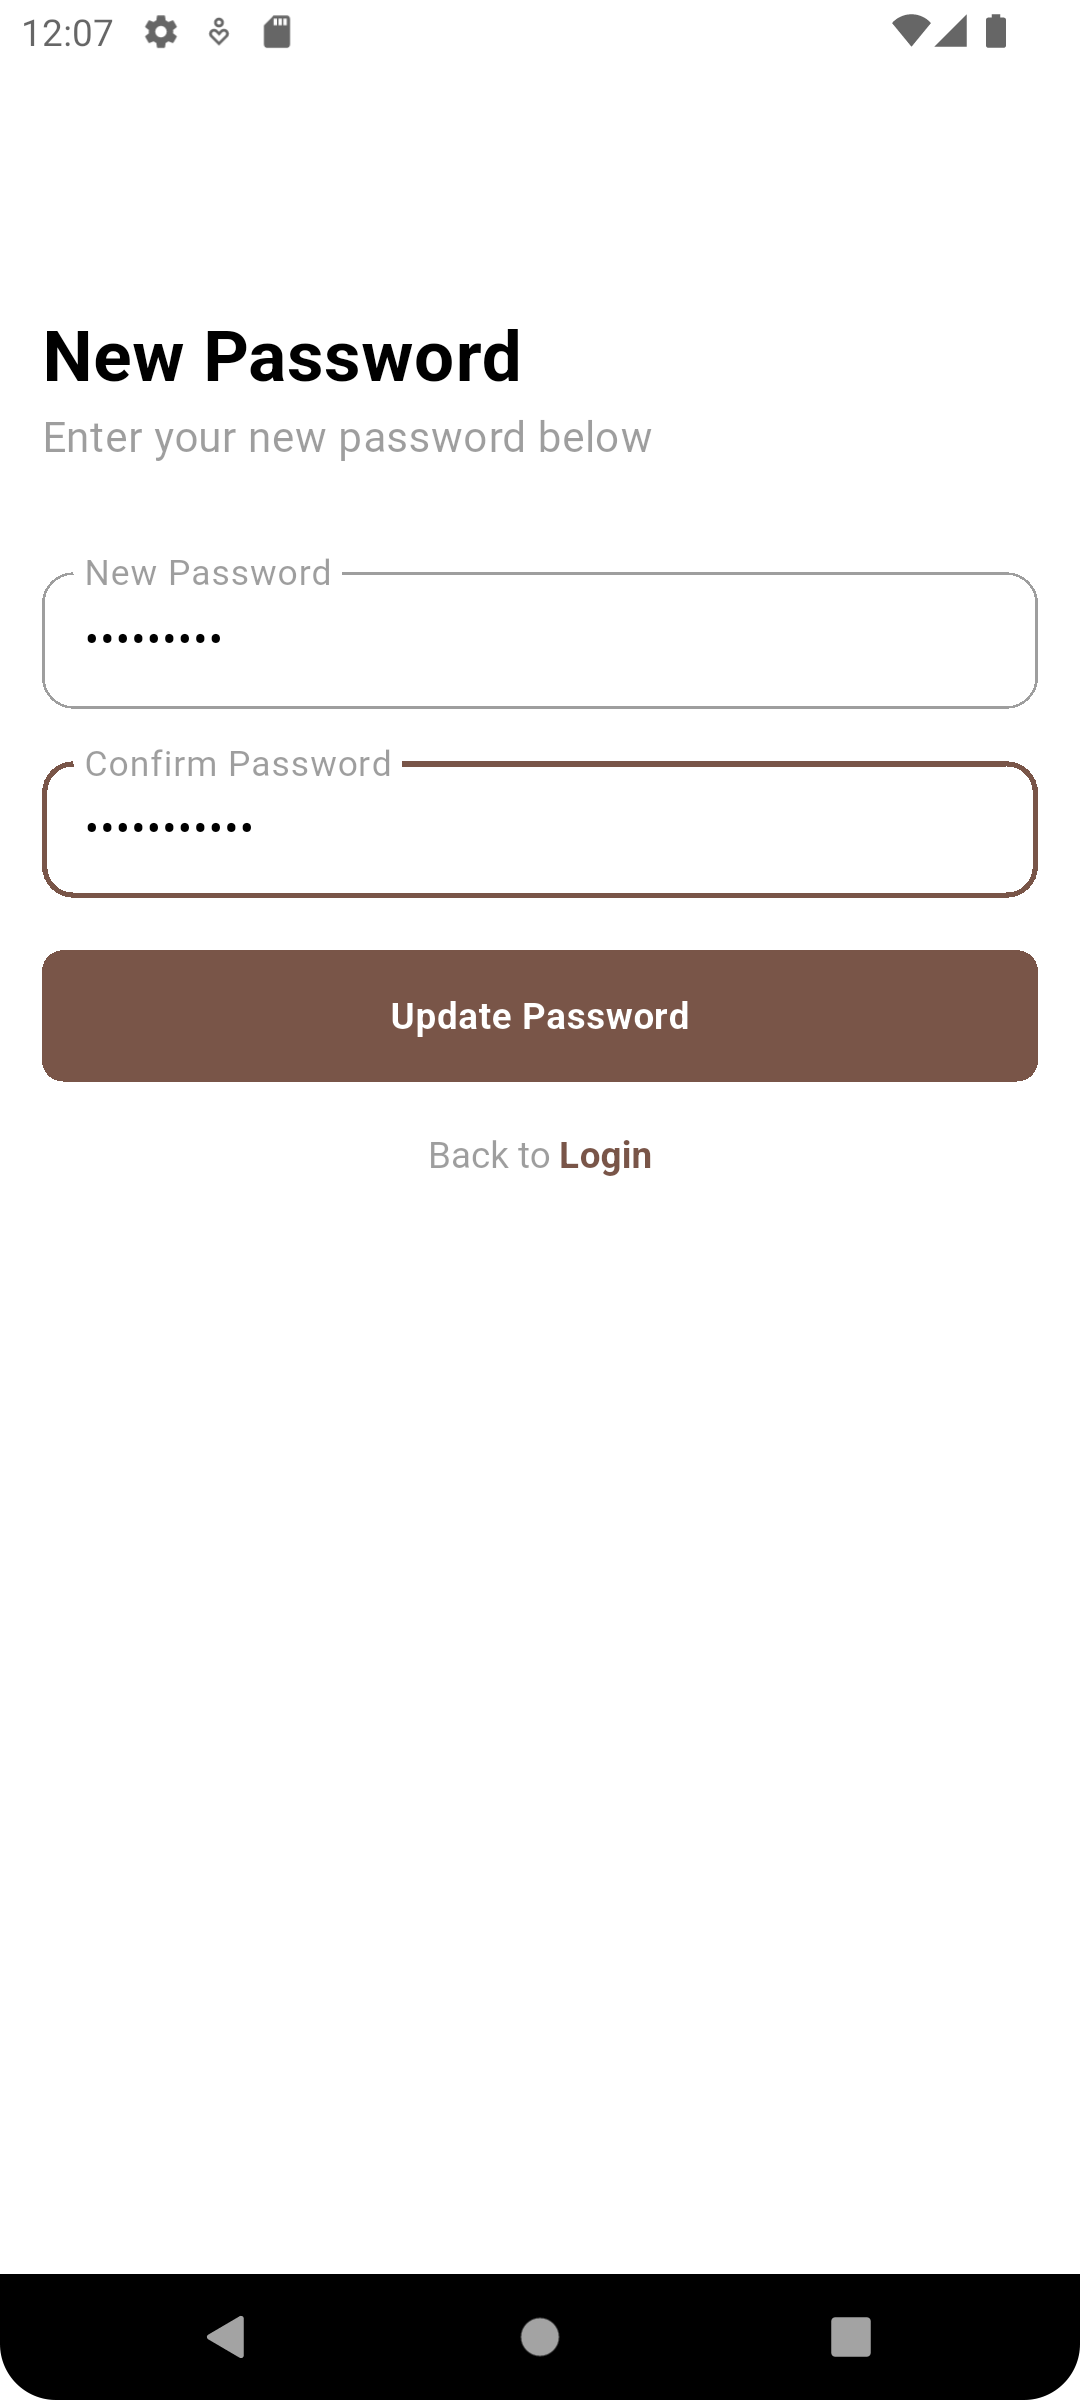 12:07
New Password
Enter your new password below
New Password
•••••••••
Confirm Password
•••••••••••
Update Password
Back to Login